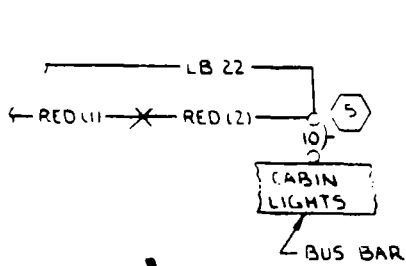 LB 22
RED (1) RED (2) 5
10
CABIN
LIGHTS
BUS BAR